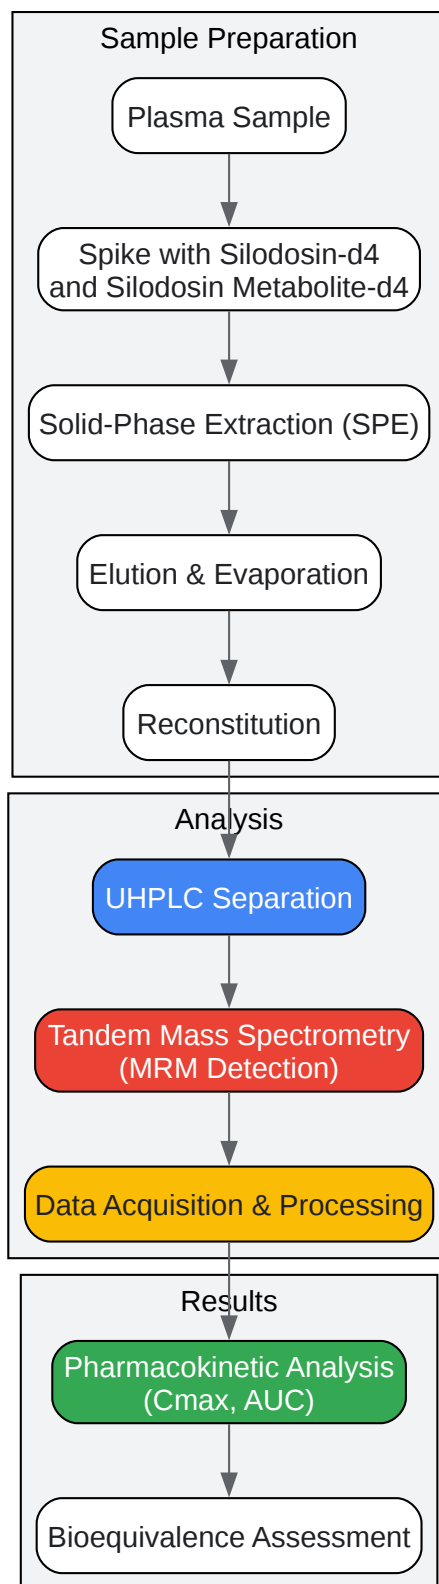 Sample Preparation
Plasma Sample
Spike with Silodosin-d4
and Silodosin Metabolite-d4
Solid-Phase Extraction (SPE)
Elution & Evaporation
Reconstitution
Analysis
UHPLC Separation
Tandem Mass Spectrometry
(MRM Detection)
Data Acquisition & Processing
Results
Pharmacokinetic Analysis
(Cmax, AUC)
Bioequivalence Assessment